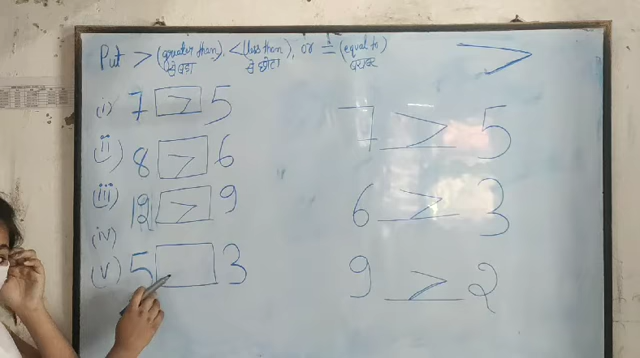 Put > (greater than), < (less than), or = (equal to)
से बड़ा से छोटा बराबर
>
(i) 7 > 5
7 > 5
(ii) 8 > 6
(iii) 12 > 9
6 > 3
(iv)
(v) 5 3
9 > 2